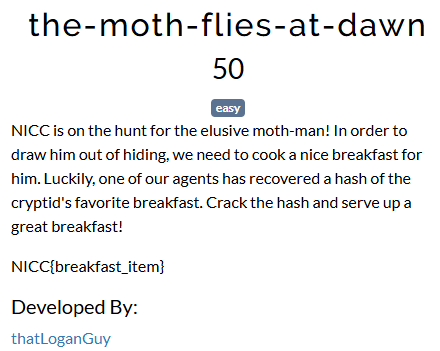 the-moth-flies-at-dawn
50
easy
NICC is on the hunt for the elusive moth-man! In order to
draw him out of hiding, we need to cook a nice breakfast for
him. Luckily, one of our agents has recovered a hash of the
cryptid's favorite breakfast. Crack the hash and serve up a
great breakfast!
NICC{breakfast_item}
Developed By:
thatLoganGuy